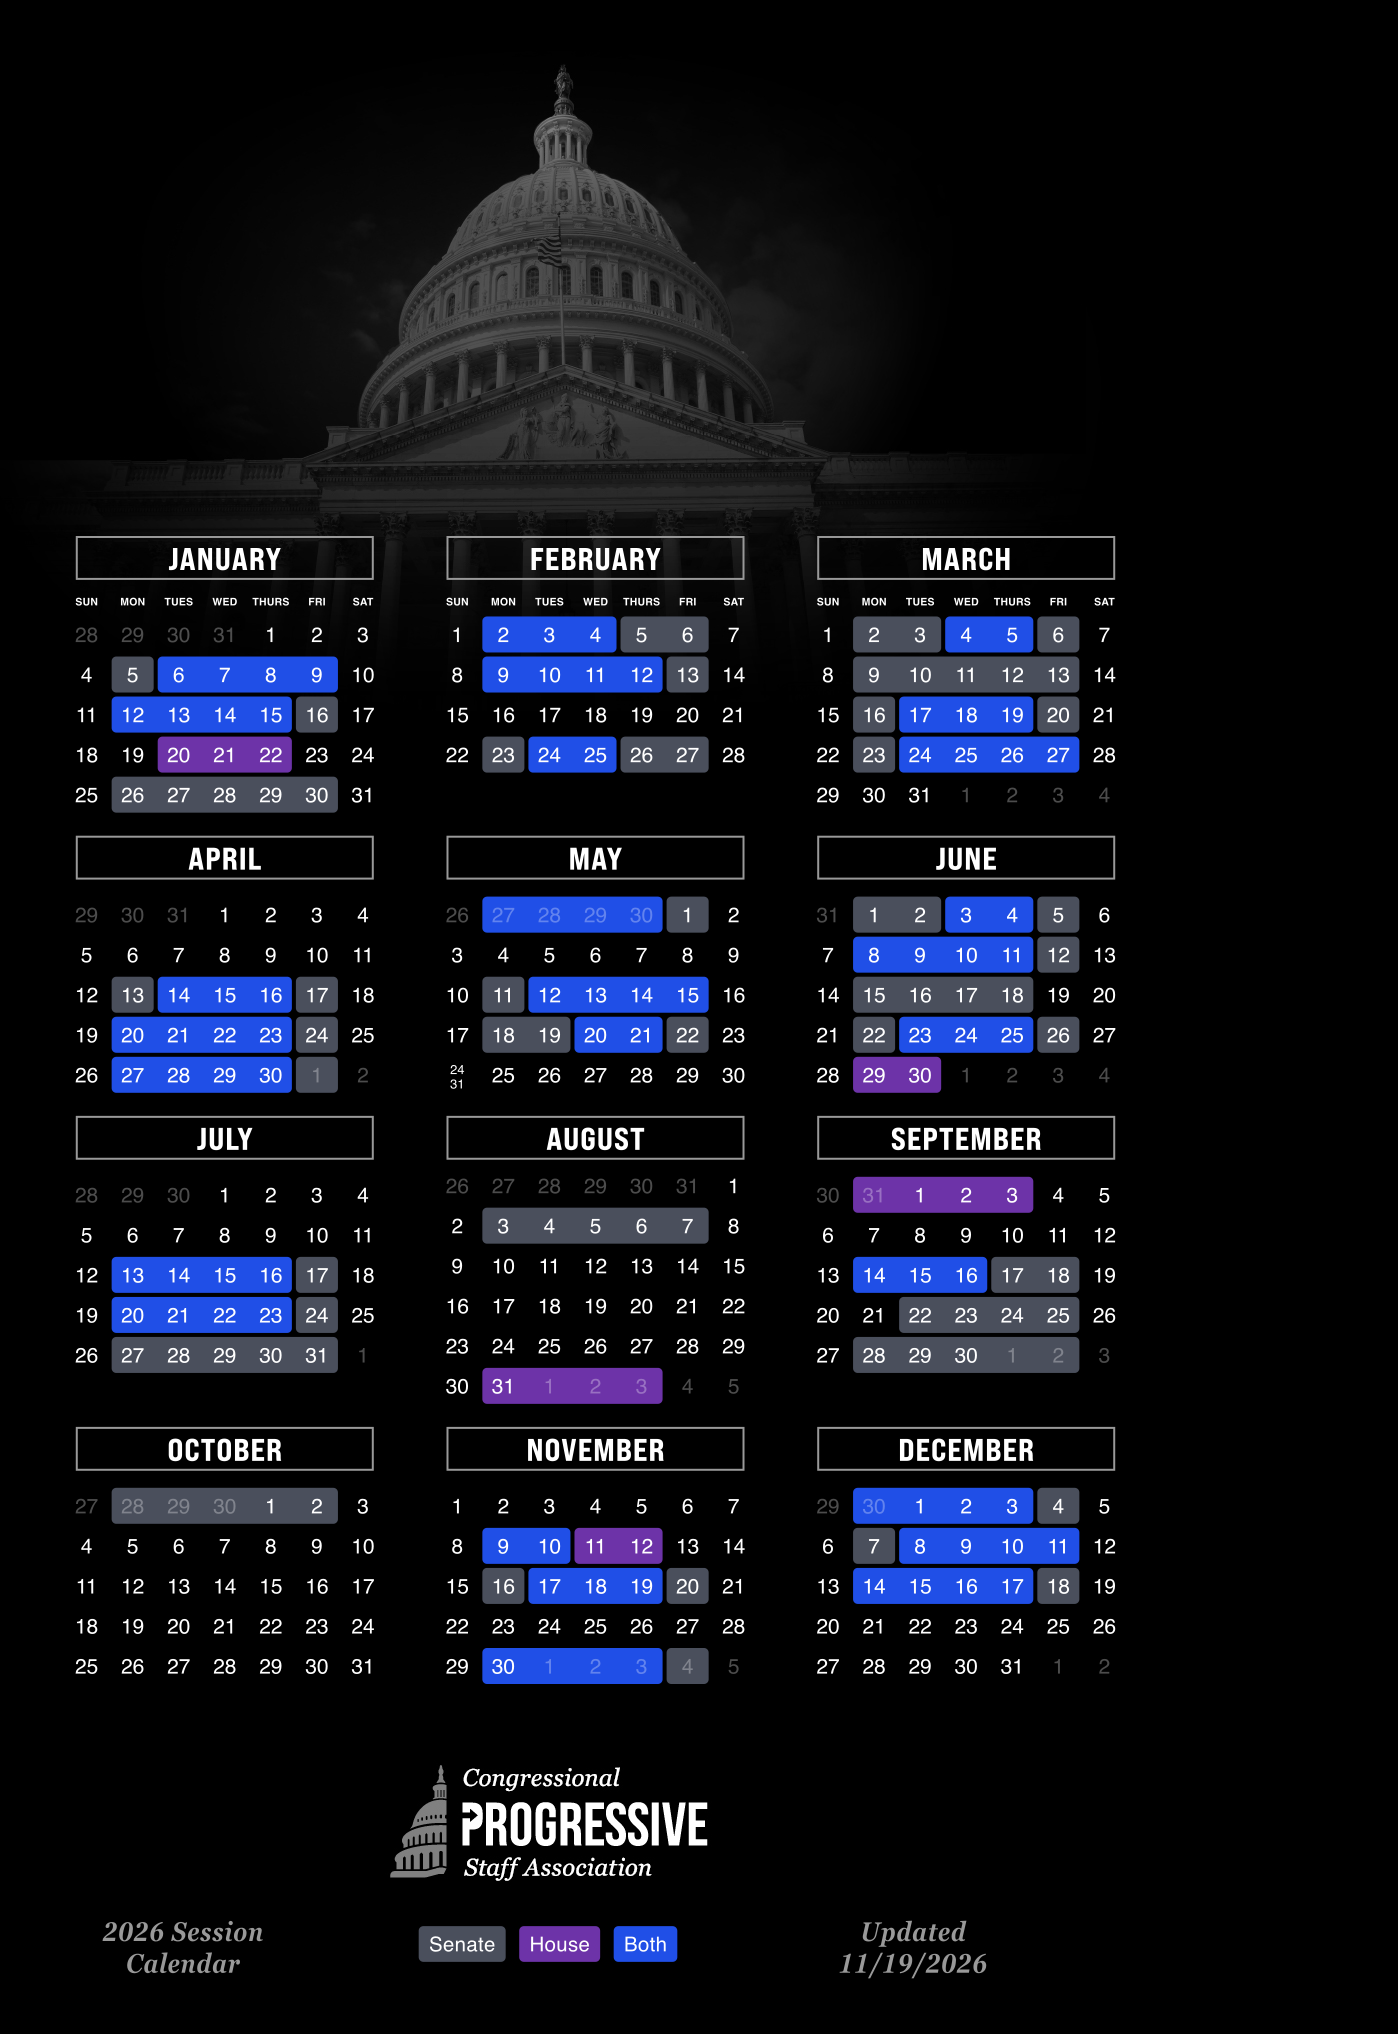 JANUARY FEBRUARY MARCH
SUN MON TUES WED THURS FRI SAT SUN MON TUES WED THURS FRI SAT SUN MON TUES WED THURS FRI SAT
28 29 30 31 1 2 3 1 2 3 4 5 6 7 1 2 3 4 5 6 7
4 5 6 7 8 9 10 8 9 10 11 12 13 14 8 9 10 11 12 13 14
11 12 13 14 15 16 17 15 16 17 18 19 20 21 15 16 17 18 19 20 21
18 19 20 21 22 23 24 22 23 24 25 26 27 28 22 23 24 25 26 27 28
25 26 27 28 29 30 31 29 30 31 1 2 3 4
APRIL MAY JUNE
29 30 31 1 2 3 4 26 27 28 29 30 1 2 31 1 2 3 4 5 6
5 6 7 8 9 10 11 3 4 5 6 7 8 9 7 8 9 10 11 12 13
12 13 14 15 16 17 18 10 11 12 13 14 15 16 14 15 16 17 18 19 20
19 20 21 22 23 24 25 17 18 19 20 21 22 23 21 22 23 24 25 26 27
26 27 28 29 30 1 2 24 31 25 26 27 28 29 30 28 29 30 1 2 3 4
JULY AUGUST SEPTEMBER
28 29 30 1 2 3 4 26 27 28 29 30 31 1 30 31 1 2 3 4 5
5 6 7 8 9 10 11 2 3 4 5 6 7 8 6 7 8 9 10 11 12
12 13 14 15 16 17 18 9 10 11 12 13 14 15 13 14 15 16 17 18 19
19 20 21 22 23 24 25 16 17 18 19 20 21 22 20 21 22 23 24 25 26
26 27 28 29 30 31 1 23 24 25 26 27 28 29 27 28 29 30 1 2 3
30 31 1 2 3 4 5
OCTOBER NOVEMBER DECEMBER
27 28 29 30 1 2 3 1 2 3 4 5 6 7 29 30 1 2 3 4 5
4 5 6 7 8 9 10 8 9 10 11 12 13 14 6 7 8 9 10 11 12
11 12 13 14 15 16 17 15 16 17 18 19 20 21 13 14 15 16 17 18 19
18 19 20 21 22 23 24 22 23 24 25 26 27 28 20 21 22 23 24 25 26
25 26 27 28 29 30 31 29 30 1 2 3 4 5 27 28 29 30 31 1 2
Congressional
PROGRESSIVE
Staff Association
2026 Session
Calendar
Senate House Both
Updated
11/19/2026